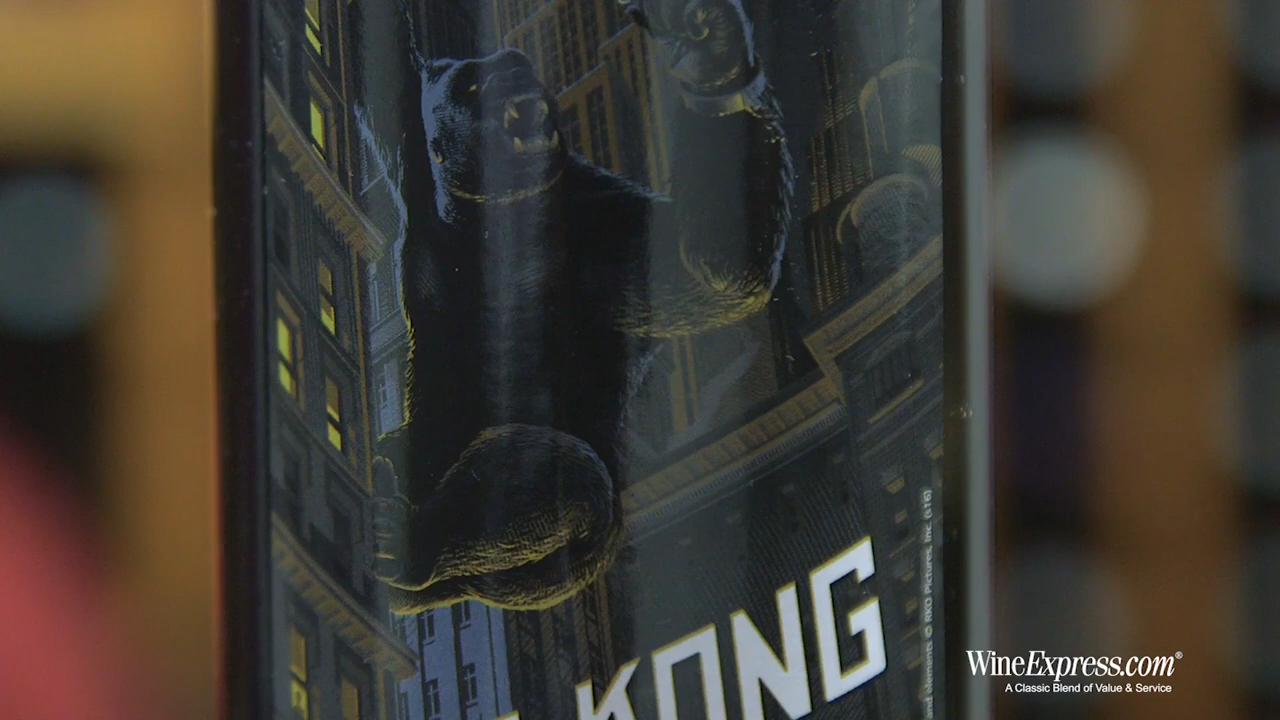 KONG
and elements © RKO Pictures, Inc. (s16)
WineExpress.com®
A Classic Blend of Value & Service